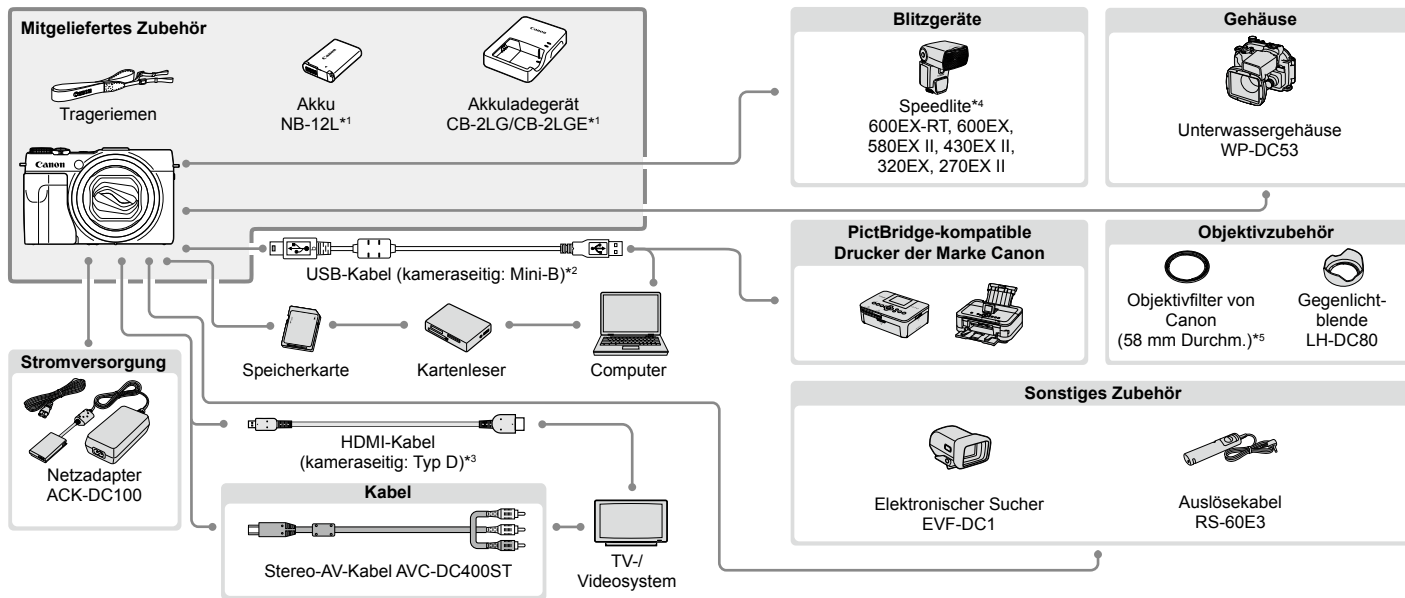 Mitgeliefertes Zubehör
Trageriemen
Akku
NB-12L*1
Akkuladegerät
CB-2LG/CB-2LGE*1
Canon
USB-Kabel (kameraseitig: Mini-B)*2
Speicherkarte
Kartenleser
Computer
Stromversorgung
Netzadapter
ACK-DC100
HDMI-Kabel
(kameraseitig: Typ D)*3
Kabel
Stereo-AV-Kabel AVC-DC400ST
TV-/
Videosystem
Blitzgeräte
Speedlite*4
600EX-RT, 600EX,
580EX II, 430EX II,
320EX, 270EX II
Gehäuse
Unterwassergehäuse
WP-DC53
PictBridge-kompatible
Drucker der Marke Canon
Objektivzubehör
Objektivfilter von
Canon
(58 mm Durchm.)*5
Gegenlicht-
blende
LH-DC80
Sonstiges Zubehör
Elektronischer Sucher
EVF-DC1
Auslösekabel
RS-60E3